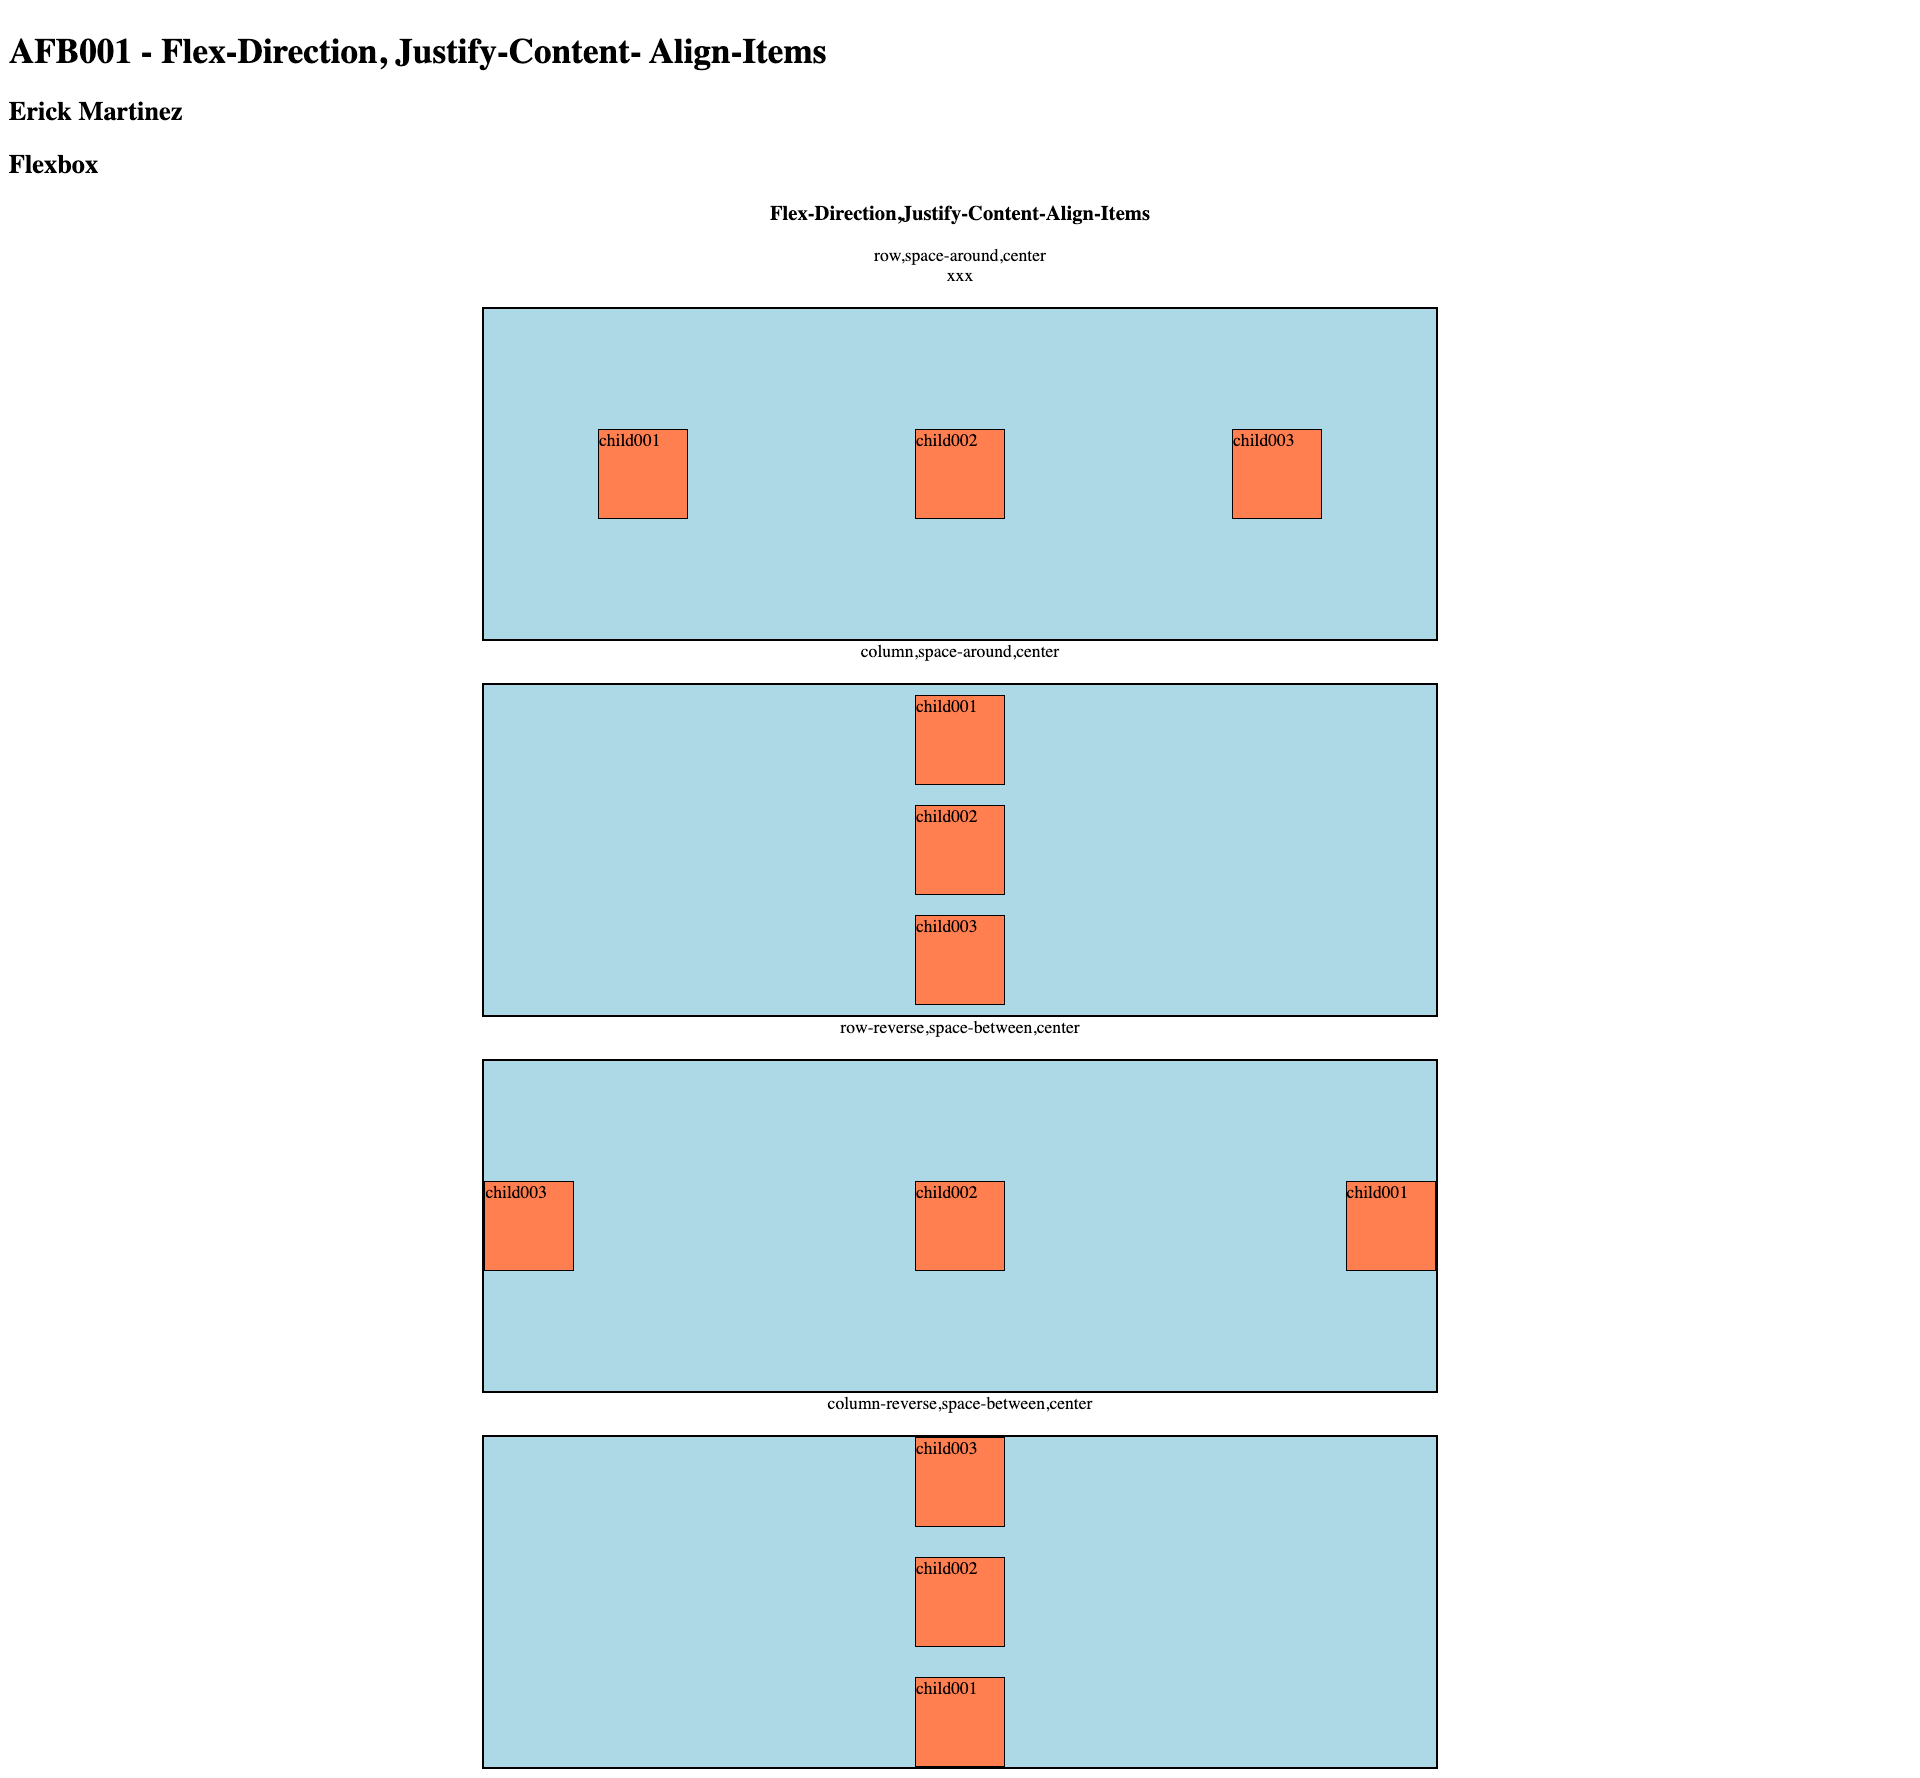 AFB001 - Flex-Direction, Justify-Content- Align-Items
Erick Martinez
Flexbox
Flex-Direction,Justify-Content-Align-Items
row,space-around,center
xxx
child001 child002 child003
column,space-around,center
child001
child002
child003
row-reverse,space-between,center
child003 child002 child001
column-reverse,space-between,center
child003
child002
child001